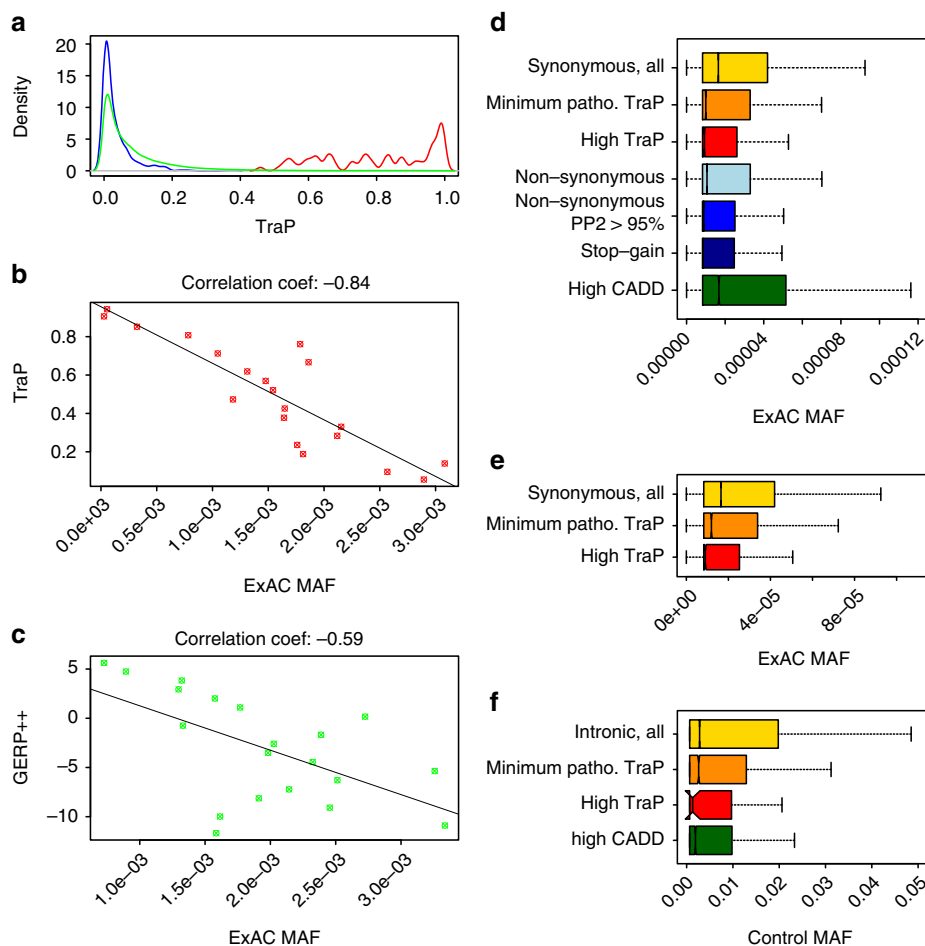 a
Density
20
15
10
5
0
0.0 0.2 0.4 0.6 0.8 1.0
TraP
b
Correlation coef: –0.84
TraP
0.8
0.6
0.4
0.2
0.0e+03 0.5e–03 1.0e–03 1.5e–03 2.0e–03 2.5e–03 3.0e–03
ExAC MAF
c
Correlation coef: –0.59
GERP++
5
0
–5
–10
1.0e–03 1.5e–03 2.0e–03 2.5e–03 3.0e–03
ExAC MAF
d
Synonymous, all
Minimum patho. TraP
High TraP
Non–synonymous
Non–synonymous
PP2 > 95%
Stop–gain
High CADD
0.00000 0.00004 0.00008 0.00012
ExAC MAF
e
Synonymous, all
Minimum patho. TraP
High TraP
0e+00 4e–05 8e–05
ExAC MAF
f
Intronic, all
Minimum patho. TraP
High TraP
high CADD
0.00 0.01 0.02 0.03 0.04 0.05
Control MAF